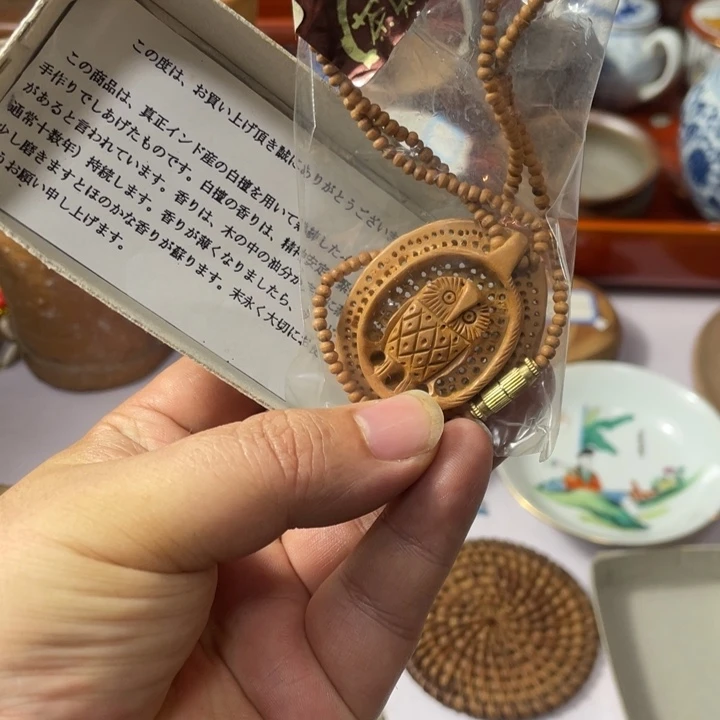 この度は、お買い上げ頂き誠にありがとうござい
この商品は、真正インド産の白檀を用いて
手作りでしあげたものです。白檀の香りは、精
があると言われています。香りは、木の中の油分が
通常十数年）持続します。香りが薄くなりましたら、
少し磨きますとほのかな香りが蘇ります。末永く大切に
お願い申し上げます。